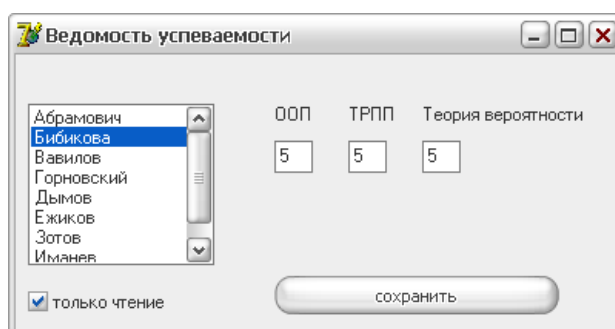 Ведомость успеваемости
Абрамович
Бибикова
Вавилов
Горновский
Дымов
Ежиков
Зотов
Иманев
только чтение
ООП ТРПП Теория вероятности
5 5 5
сохранить